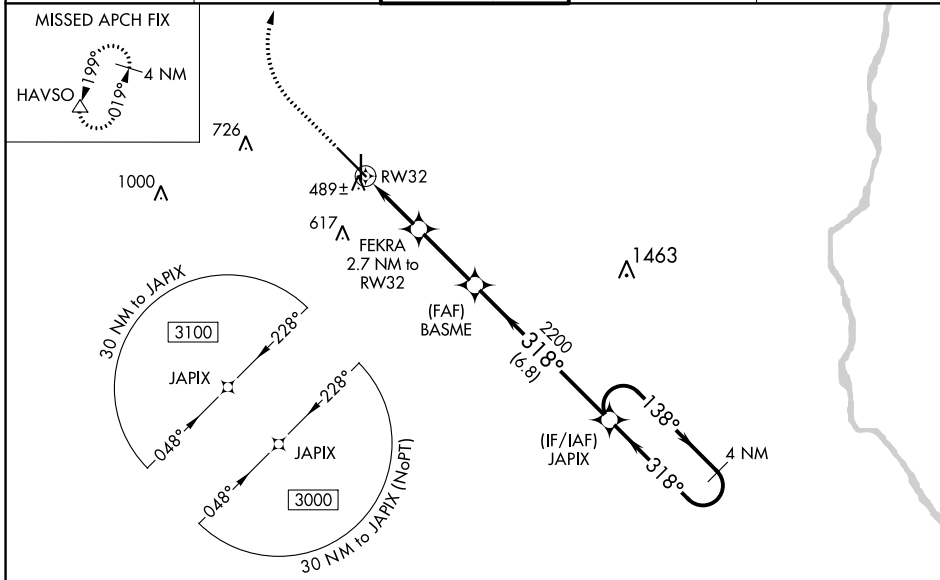 MISSED APCH FIX
HAVSO
199°
019°
4 NM
726
1000
489±
RW32
617
FEKRA
2.7 NM to
RW32
1463
(FAF)
BASME
2200
318°
(6.8)
30 NM to JAPIX
3100
228°
JAPIX
048°
228°
JAPIX
048°
3000
30 NM to JAPIX (NoPT)
(IF/IAF)
JAPIX
138°
318°
4 NM